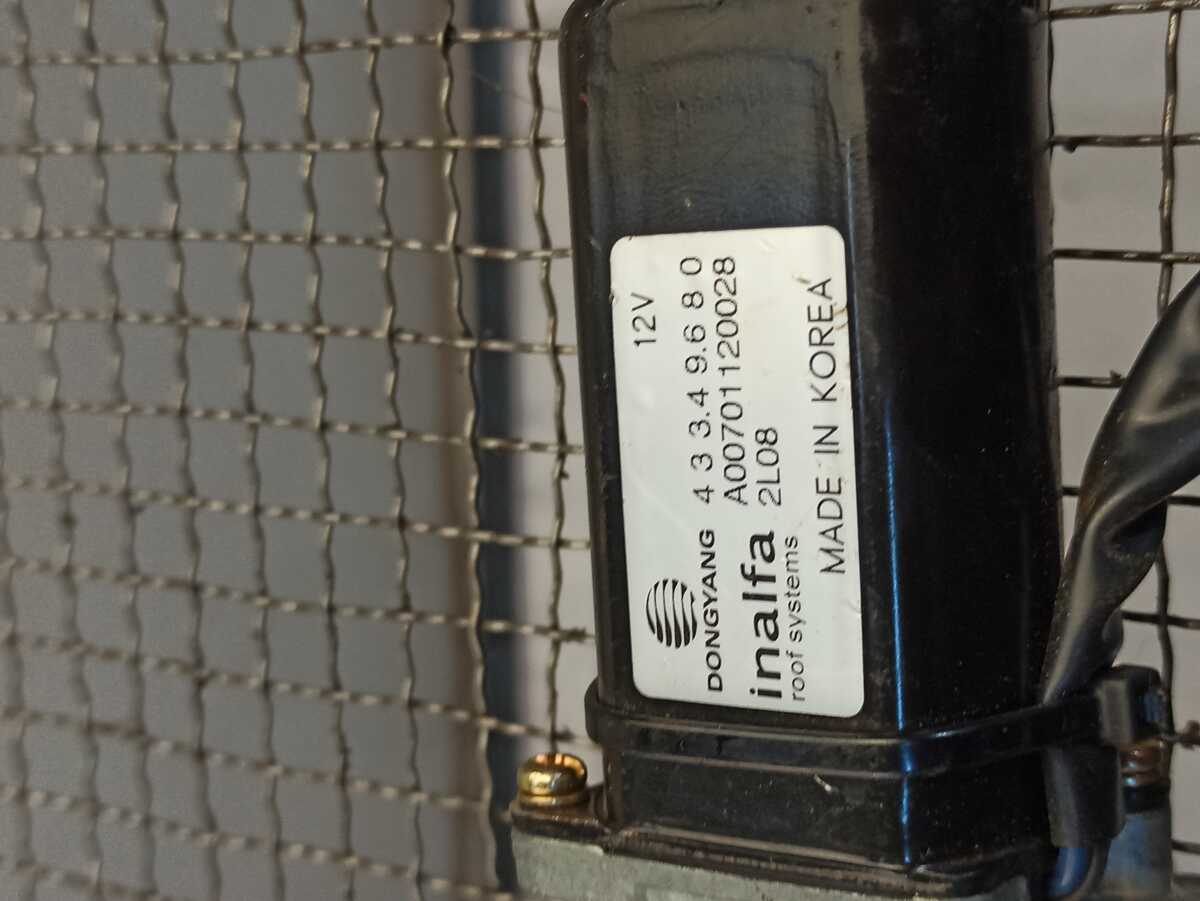 12V
DONGYANG 4 3 3.4 9.6 8 0
A00701120028
inalfa 2L08
roof systems
MADE IN KOREA